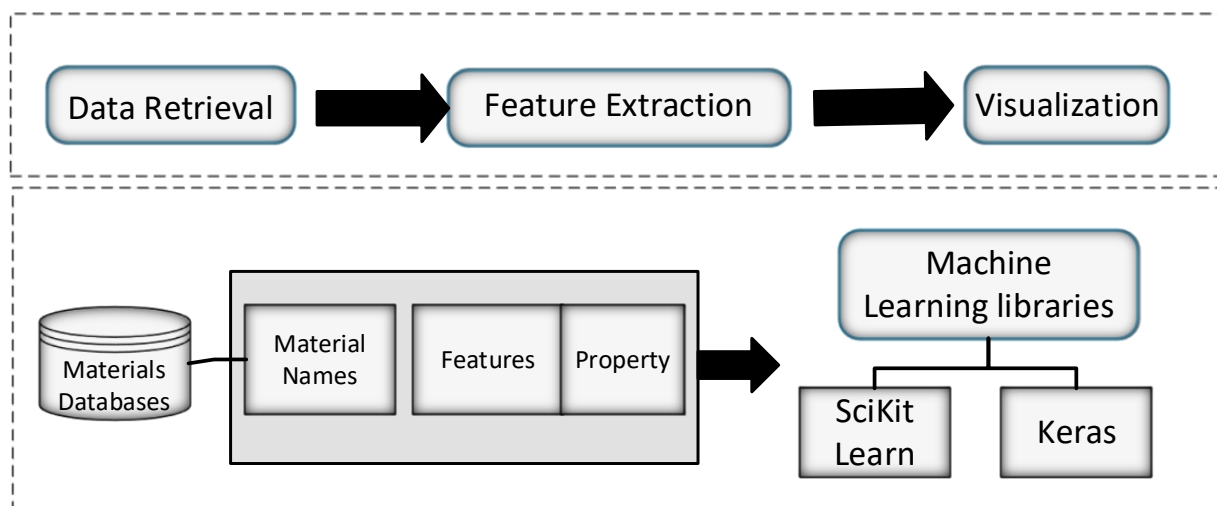 Data Retrieval
Feature Extraction
Visualization
Materials
Databases
Material
Names
Features
Property
Machine
Learning libraries
SciKit
Learn
Keras